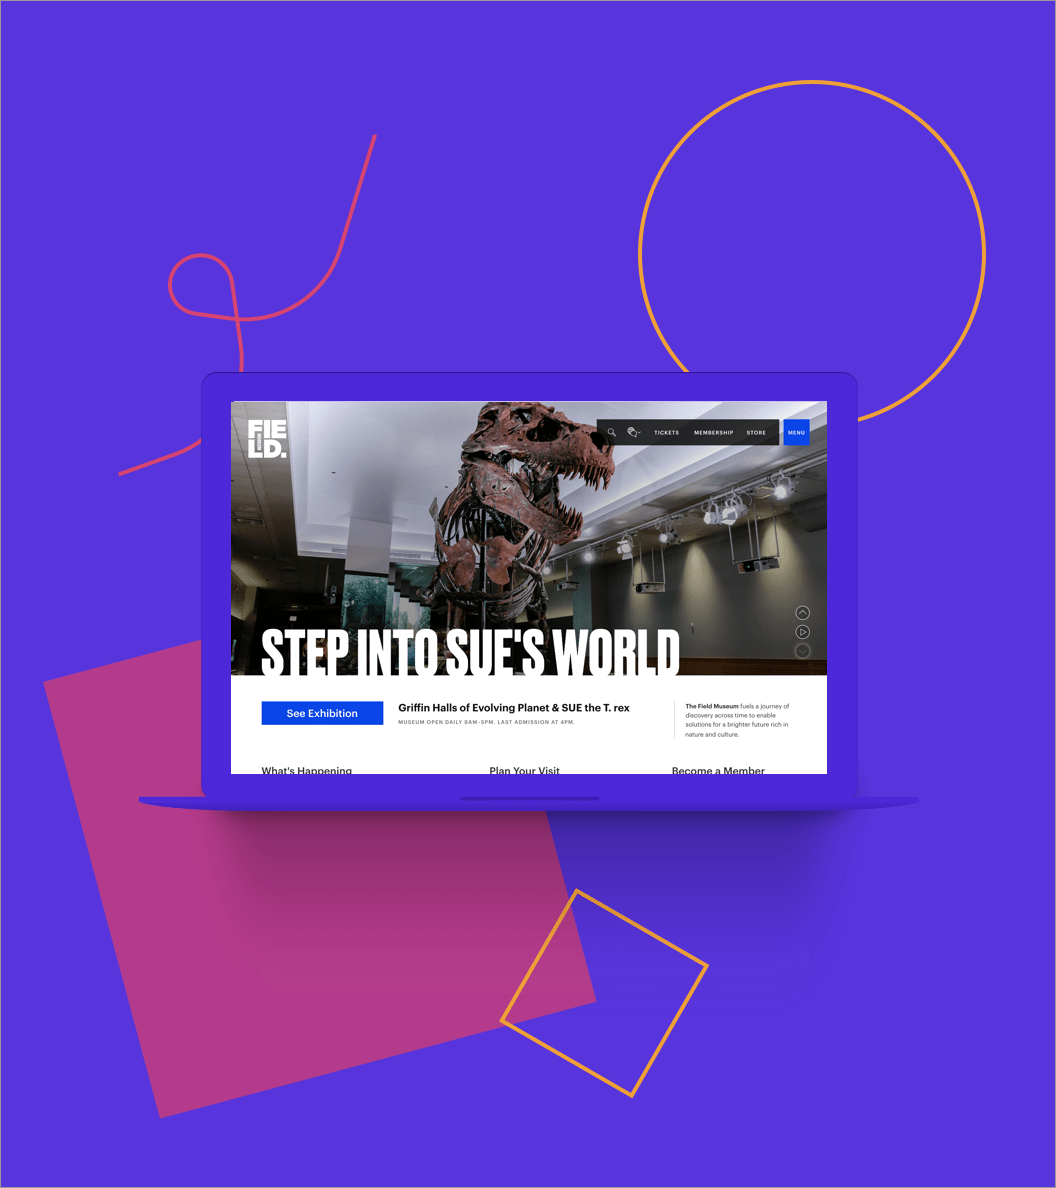 FIE
LD.
TICKETS MEMBERSHIP STORE MENU
STEP INTO SUE'S WORLD
See Exhibition
Griffin Halls of Evolving Planet & SUE the T. rex
MUSEUM OPEN DAILY 9AM–5PM. LAST ADMISSION AT 4PM.
The Field Museum fuels a journey of
discovery across time to enable
solutions for a brighter future rich in
nature and culture.
What's Happening
Plan Your Visit
Become a Member